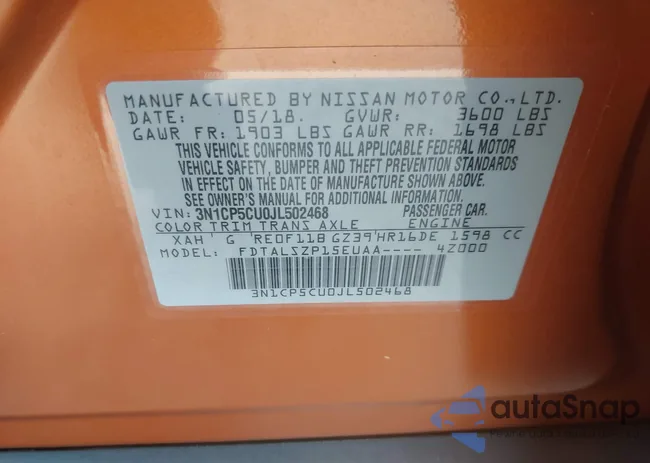 MANUFACTURED BY NISSAN MOTOR CO.,LTD.
DATE: 05/18. GVWR: 3600 LBS
GAWR FR: 1903 LBS GAWR RR: 1698 LBS
THIS VEHICLE CONFORMS TO ALL APPLICABLE FEDERAL MOTOR
VEHICLE SAFETY, BUMPER AND THEFT PREVENTION STANDARDS
IN EFFECT ON THE DATE OF MANUFACTURE SHOWN ABOVE.
SEE OWNER'S MANUAL FOR ADDITIONAL INFORMATION.
VIN: 3N1CP5CU0JL502468 PASSENGER CAR.
COLOR TRIM TRANS AXLE ENGINE
XAH' G 'RE0F11B GZ39'HR16DE 1598 CC
MODEL: FDTALSZP15EUAA---- 4Z000
3N1CP5CU0JL502468
autaSnap